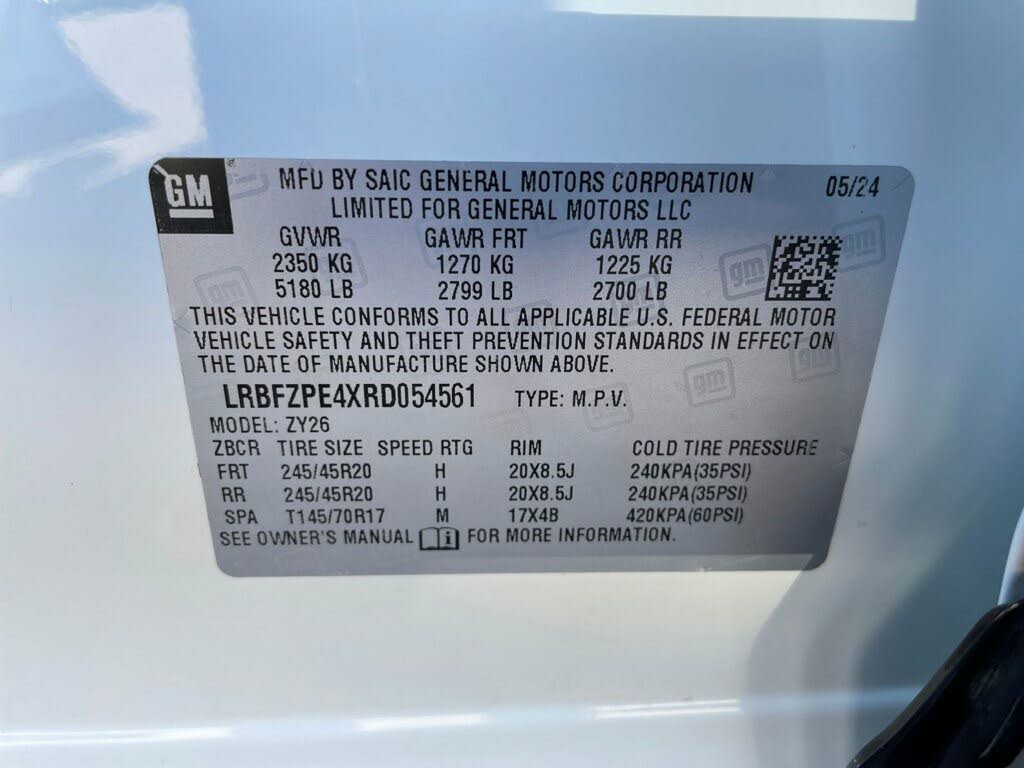 GM
MFD BY SAIC GENERAL MOTORS CORPORATION 05/24
LIMITED FOR GENERAL MOTORS LLC
GVWR GAWR FRT GAWR RR
2350 KG 1270 KG 1225 KG
5180 LB 2799 LB 2700 LB
THIS VEHICLE CONFORMS TO ALL APPLICABLE U.S. FEDERAL MOTOR
VEHICLE SAFETY AND THEFT PREVENTION STANDARDS IN EFFECT ON
THE DATE OF MANUFACTURE SHOWN ABOVE.
LRBFZPE4XRD054561 TYPE: M.P.V.
MODEL: ZY26
ZBCR TIRE SIZE SPEED RTG RIM COLD TIRE PRESSURE
FRT 245/45R20 H 20X8.5J 240KPA(35PSI)
RR 245/45R20 H 20X8.5J 240KPA(35PSI)
SPA T145/70R17 M 17X4B 420KPA(60PSI)
SEE OWNER'S MANUAL FOR MORE INFORMATION.